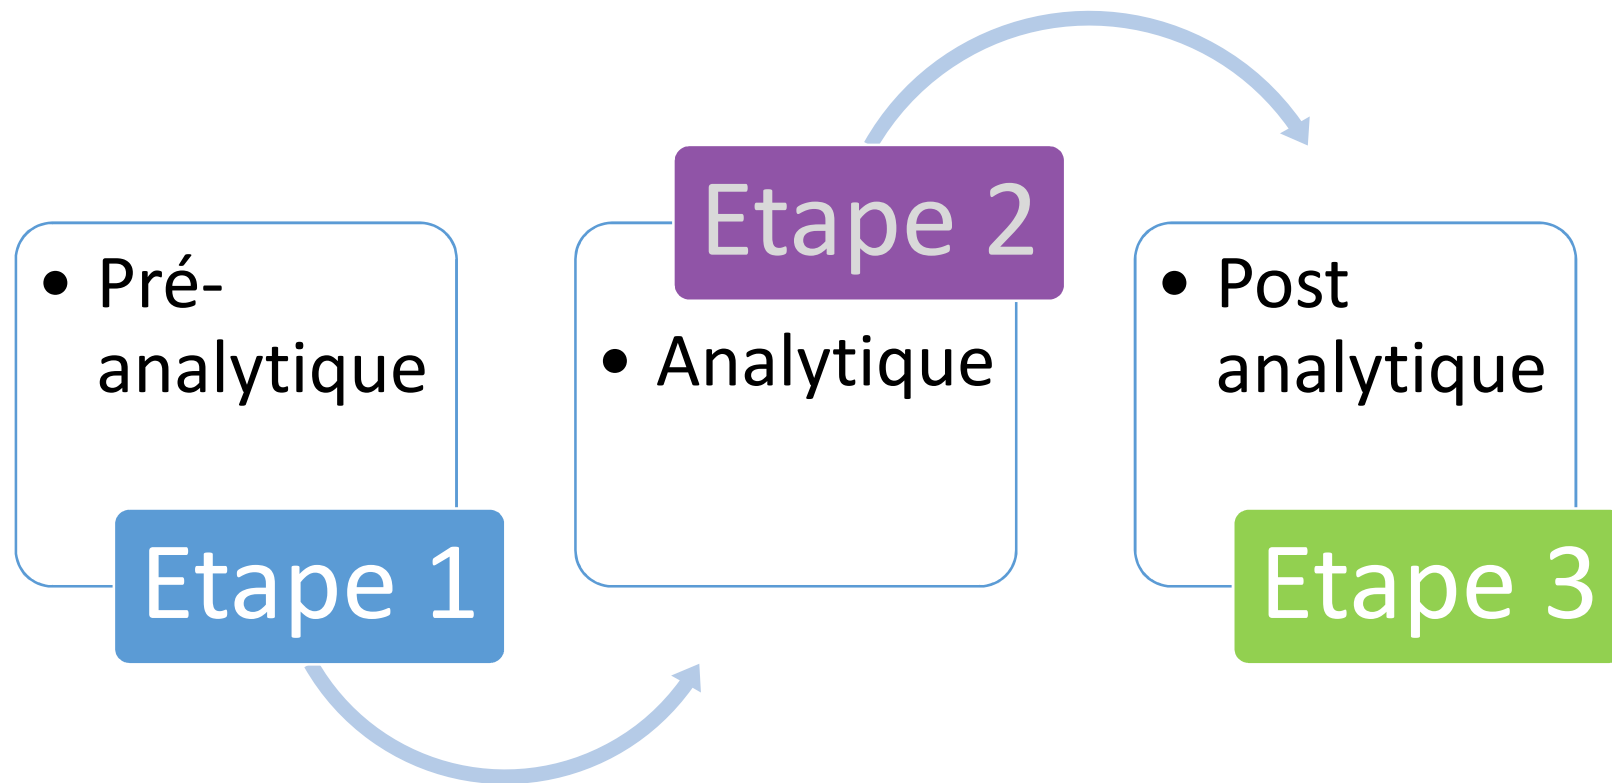 • Pré-
analytique
Etape 1
Etape 2
• Analytique
• Post
analytique
Etape 3